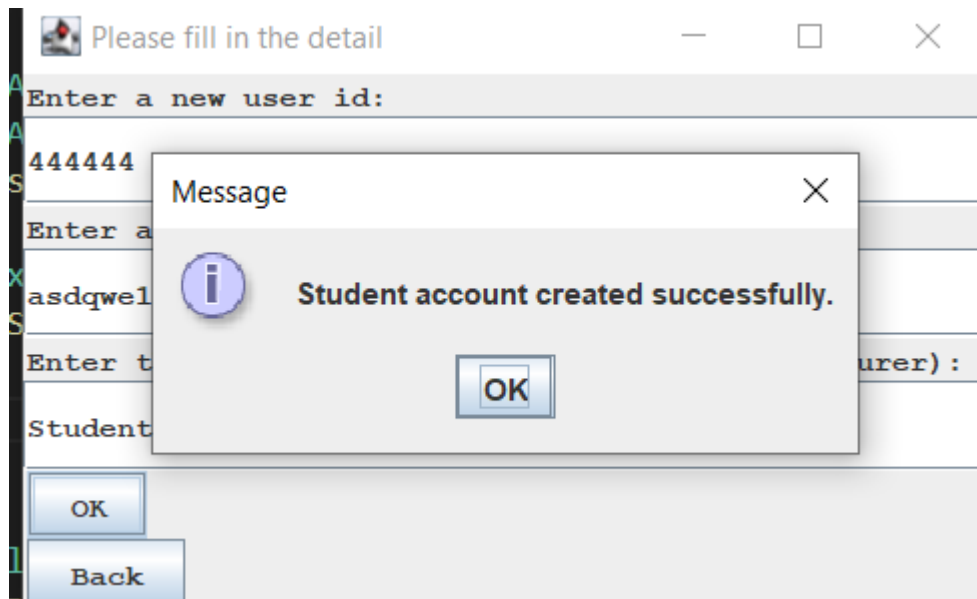 Please fill in the detail
Enter a new user id:
444444
Message
Enter a
Student account created successfully.
asdqwe1
Enter t urer):
OK
Student
OK
Back